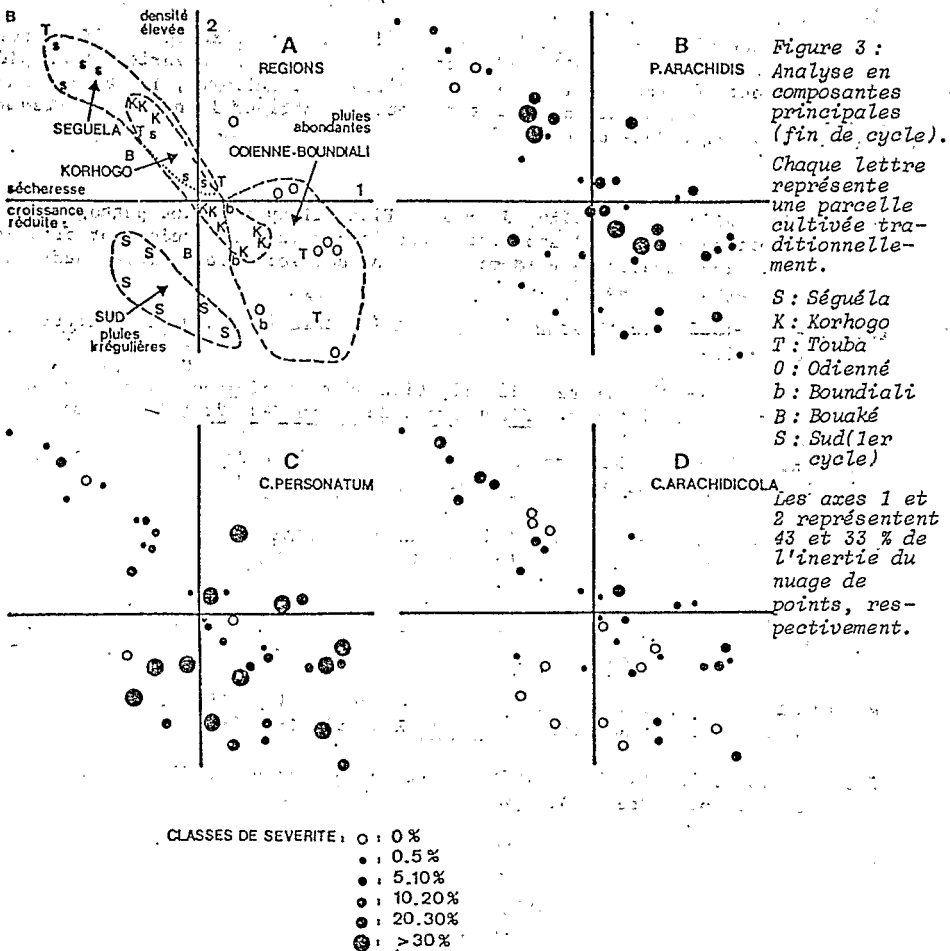 B
densité
élevée
2
A
REGIONS
T
s
s s
s
SEGUELA
K K
K
T s
KORHOGO
B
s s T
pluies
abondantes
ODIENNE-BOUNDIALI
O
O O
sécheresse
1
croissance
réduite
K K b
K
K
K
K
b
S
S
B
S
T O O
O
SUD
pluies
irrégulières
S
S
S
O
b
T
O
B
P.ARACHIDIS
C
C.PERSONATUM
D
C.ARACHIDICOLA
Figure 3 :
Analyse en
composantes
principales
(fin de cycle).
Chaque lettre
représente
une parcelle
cultivée tra-
ditionnelle-
ment.
S : Séguéla
K : Korhogo
T : Touba
O : Odienné
b : Boundiali
B : Bouaké
S : Sud(1er
cycle)
Les axes 1 et
2 représentent
43 et 33 % de
l'inertie du
nuage de
points, res-
pectivement.
CLASSES DE SEVERITE : : 0 %
: 0.5 %
: 5.10%
: 10.20%
: 20.30%
: >30%